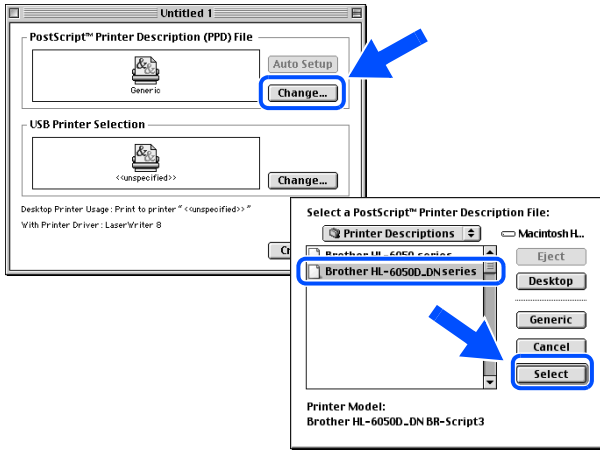 Untitled 1
PostScript™ Printer Description (PPD) File
Generic
Auto Setup
Change...
USB Printer Selection
<<unspecified>>
Change...
Desktop Printer Usage: Print to printer "<<unspecified>>"
With Printer Driver: LaserWriter 8
Cr
Select a PostScript™ Printer Description File:
Printer Descriptions
Macintosh H...
Brother HL-6050 series
Brother HL-6050D_DN series
Eject
Desktop
Generic
Cancel
Select
Printer Model:
Brother HL-6050D_DN BR-Script3